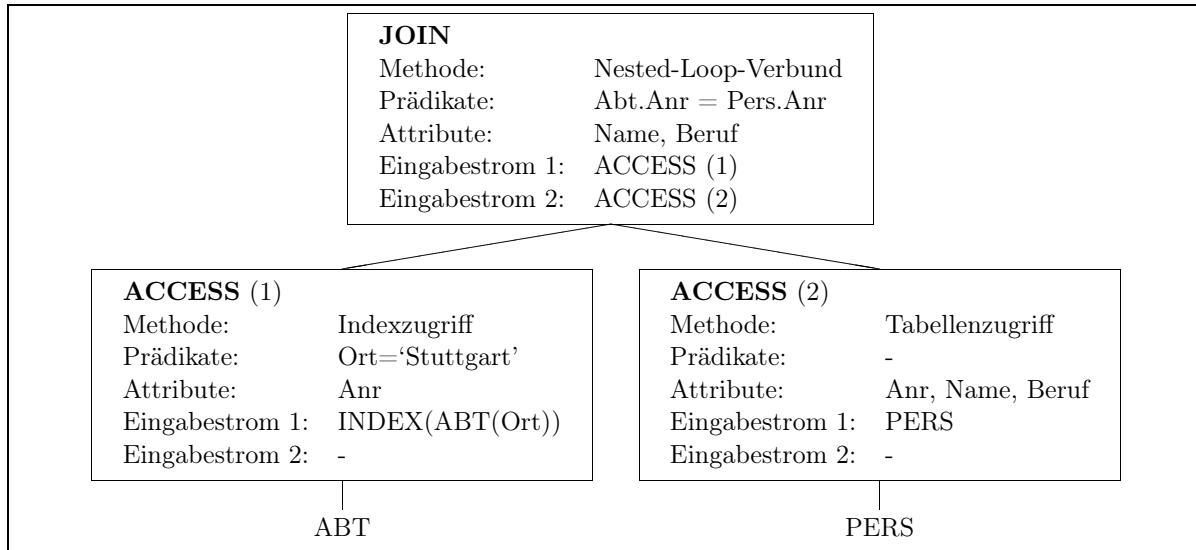 JOIN
Methode: Nested-Loop-Verbund
Prädikate: Abt.Anr = Pers.Anr
Attribute: Name, Beruf
Eingabestrom 1: ACCESS (1)
Eingabestrom 2: ACCESS (2)
ACCESS (1)
Methode: Indexzugriff
Prädikate: Ort=‘Stuttgart’
Attribute: Anr
Eingabestrom 1: INDEX(ABT(Ort))
Eingabestrom 2: -
ABT
ACCESS (2)
Methode: Tabellenzugriff
Prädikate: -
Attribute: Anr, Name, Beruf
Eingabestrom 1: PERS
Eingabestrom 2: -
PERS